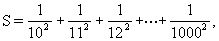 S = 1/10² + 1/11² + 1/12² + ⋯ + 1/1000²,